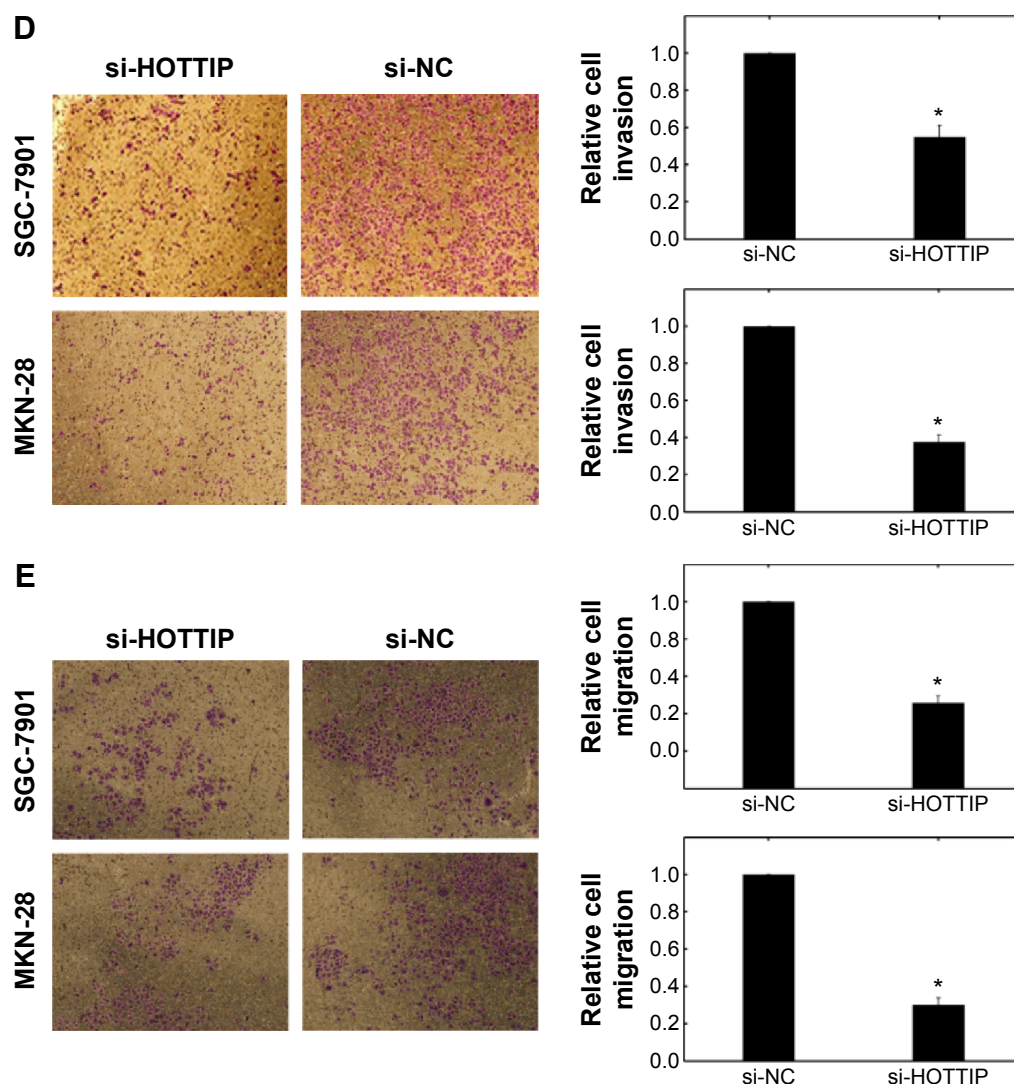 D
si-HOTTIP si-NC
SGC-7901
MKN-28
Relative cell
invasion
1.0
0.8
0.6
0.4
0.2
0.0
si-NC si-HOTTIP
*
Relative cell
invasion
1.0
0.8
0.6
0.4
0.2
0.0
si-NC si-HOTTIP
*
E
si-HOTTIP si-NC
SGC-7901
MKN-28
Relative cell
migration
1.0
0.8
0.4
0.2
0.0
si-NC si-HOTTIP
*
Relative cell
migration
1.0
0.8
0.6
0.4
0.2
0.0
si-NC si-HOTTIP
*